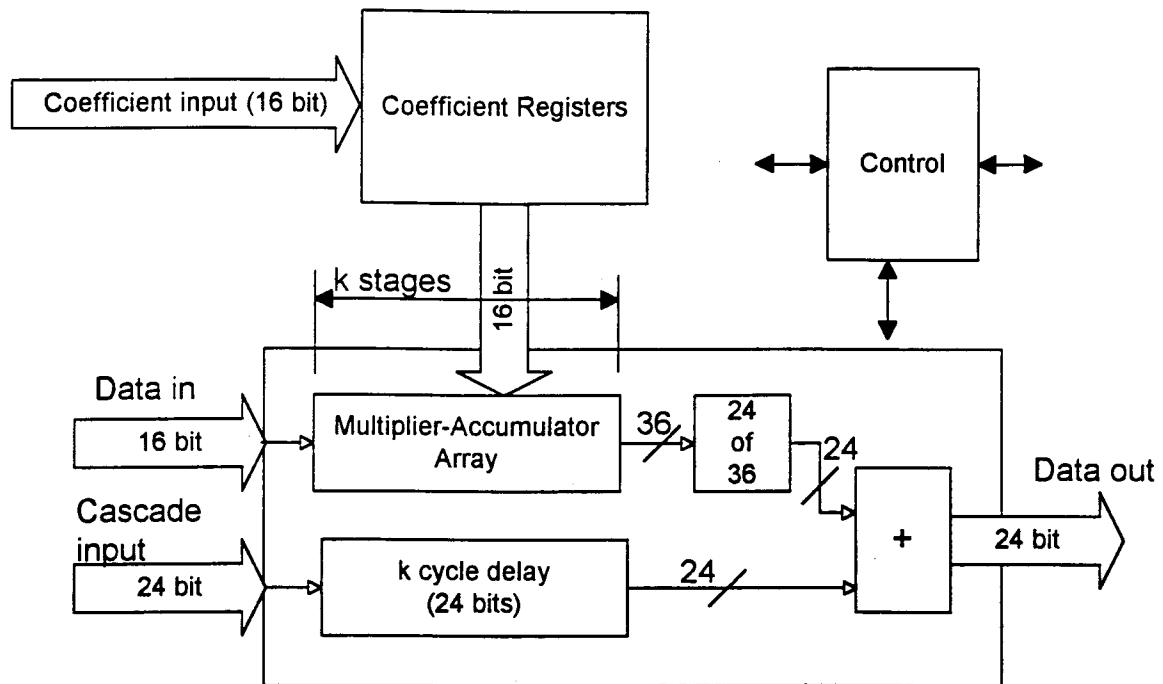 Coefficient input (16 bit)
Coefficient Registers
Control
k stages
16 bit
Data in
16 bit
Multiplier-Accumulator
Array
36
24
of
36
24
Data out
24 bit
+
Cascade
input
24 bit
k cycle delay
(24 bits)
24